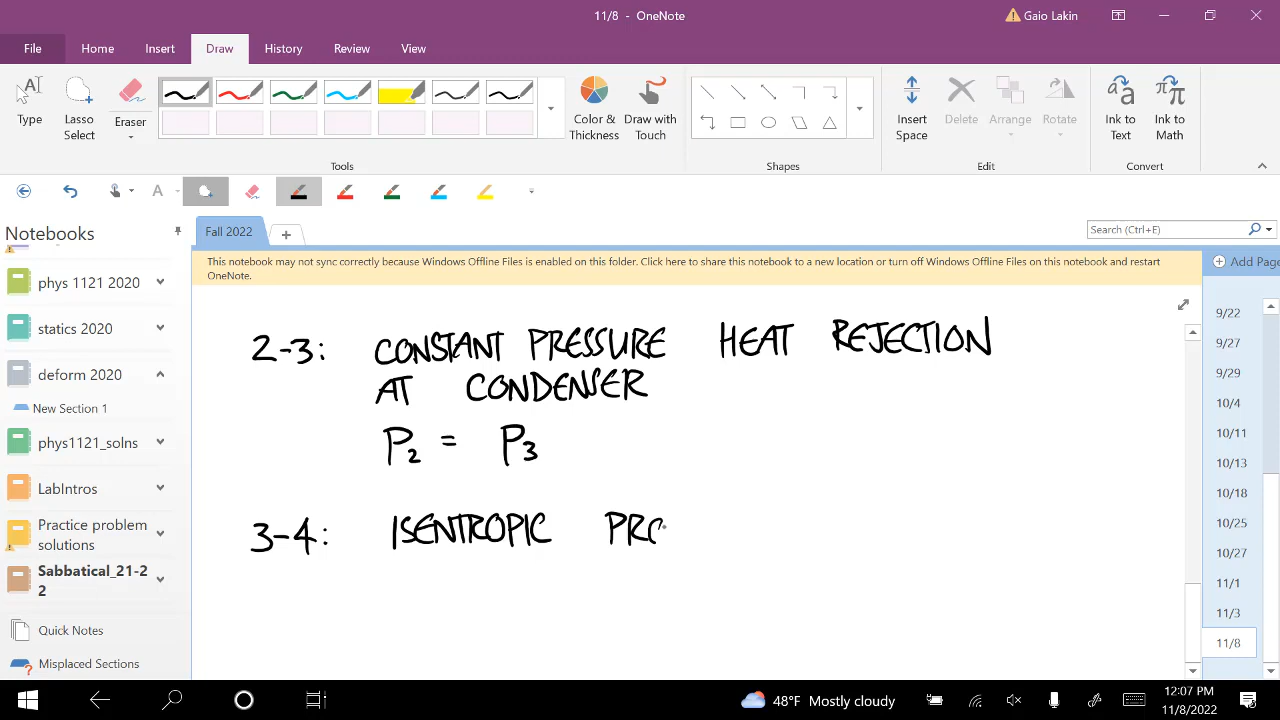 11/8 - OneNote
Gaio Lakin
File Home Insert Draw History Review View
Type
Lasso Select
Eraser
Color & Thickness
Draw with Touch
Insert Space
Delete
Arrange
Rotate
Ink to Text
Ink to Math
Tools
Shapes
Edit
Convert
A
Notebooks
Fall 2022
Search (Ctrl+E)
This notebook may not sync correctly because Windows Offline Files is enabled on this folder. Click here to share this notebook to a new location or turn off Windows Offline Files on this notebook and restart
OneNote.
Add Page
phys 1121 2020
statics 2020
deform 2020
New Section 1
phys1121_solns
LabIntros
Practice problem
solutions
Sabbatical_21-2
2
Quick Notes
Misplaced Sections
2-3: CONSTANT PRESSURE HEAT REJECTION
AT CONDENSER
P₂ = P₃
3-4: ISENTROPIC PRO
9/22
9/27
9/29
10/4
10/11
10/13
10/18
10/25
10/27
11/1
11/3
11/8
48°F Mostly cloudy
12:07 PM
11/8/2022